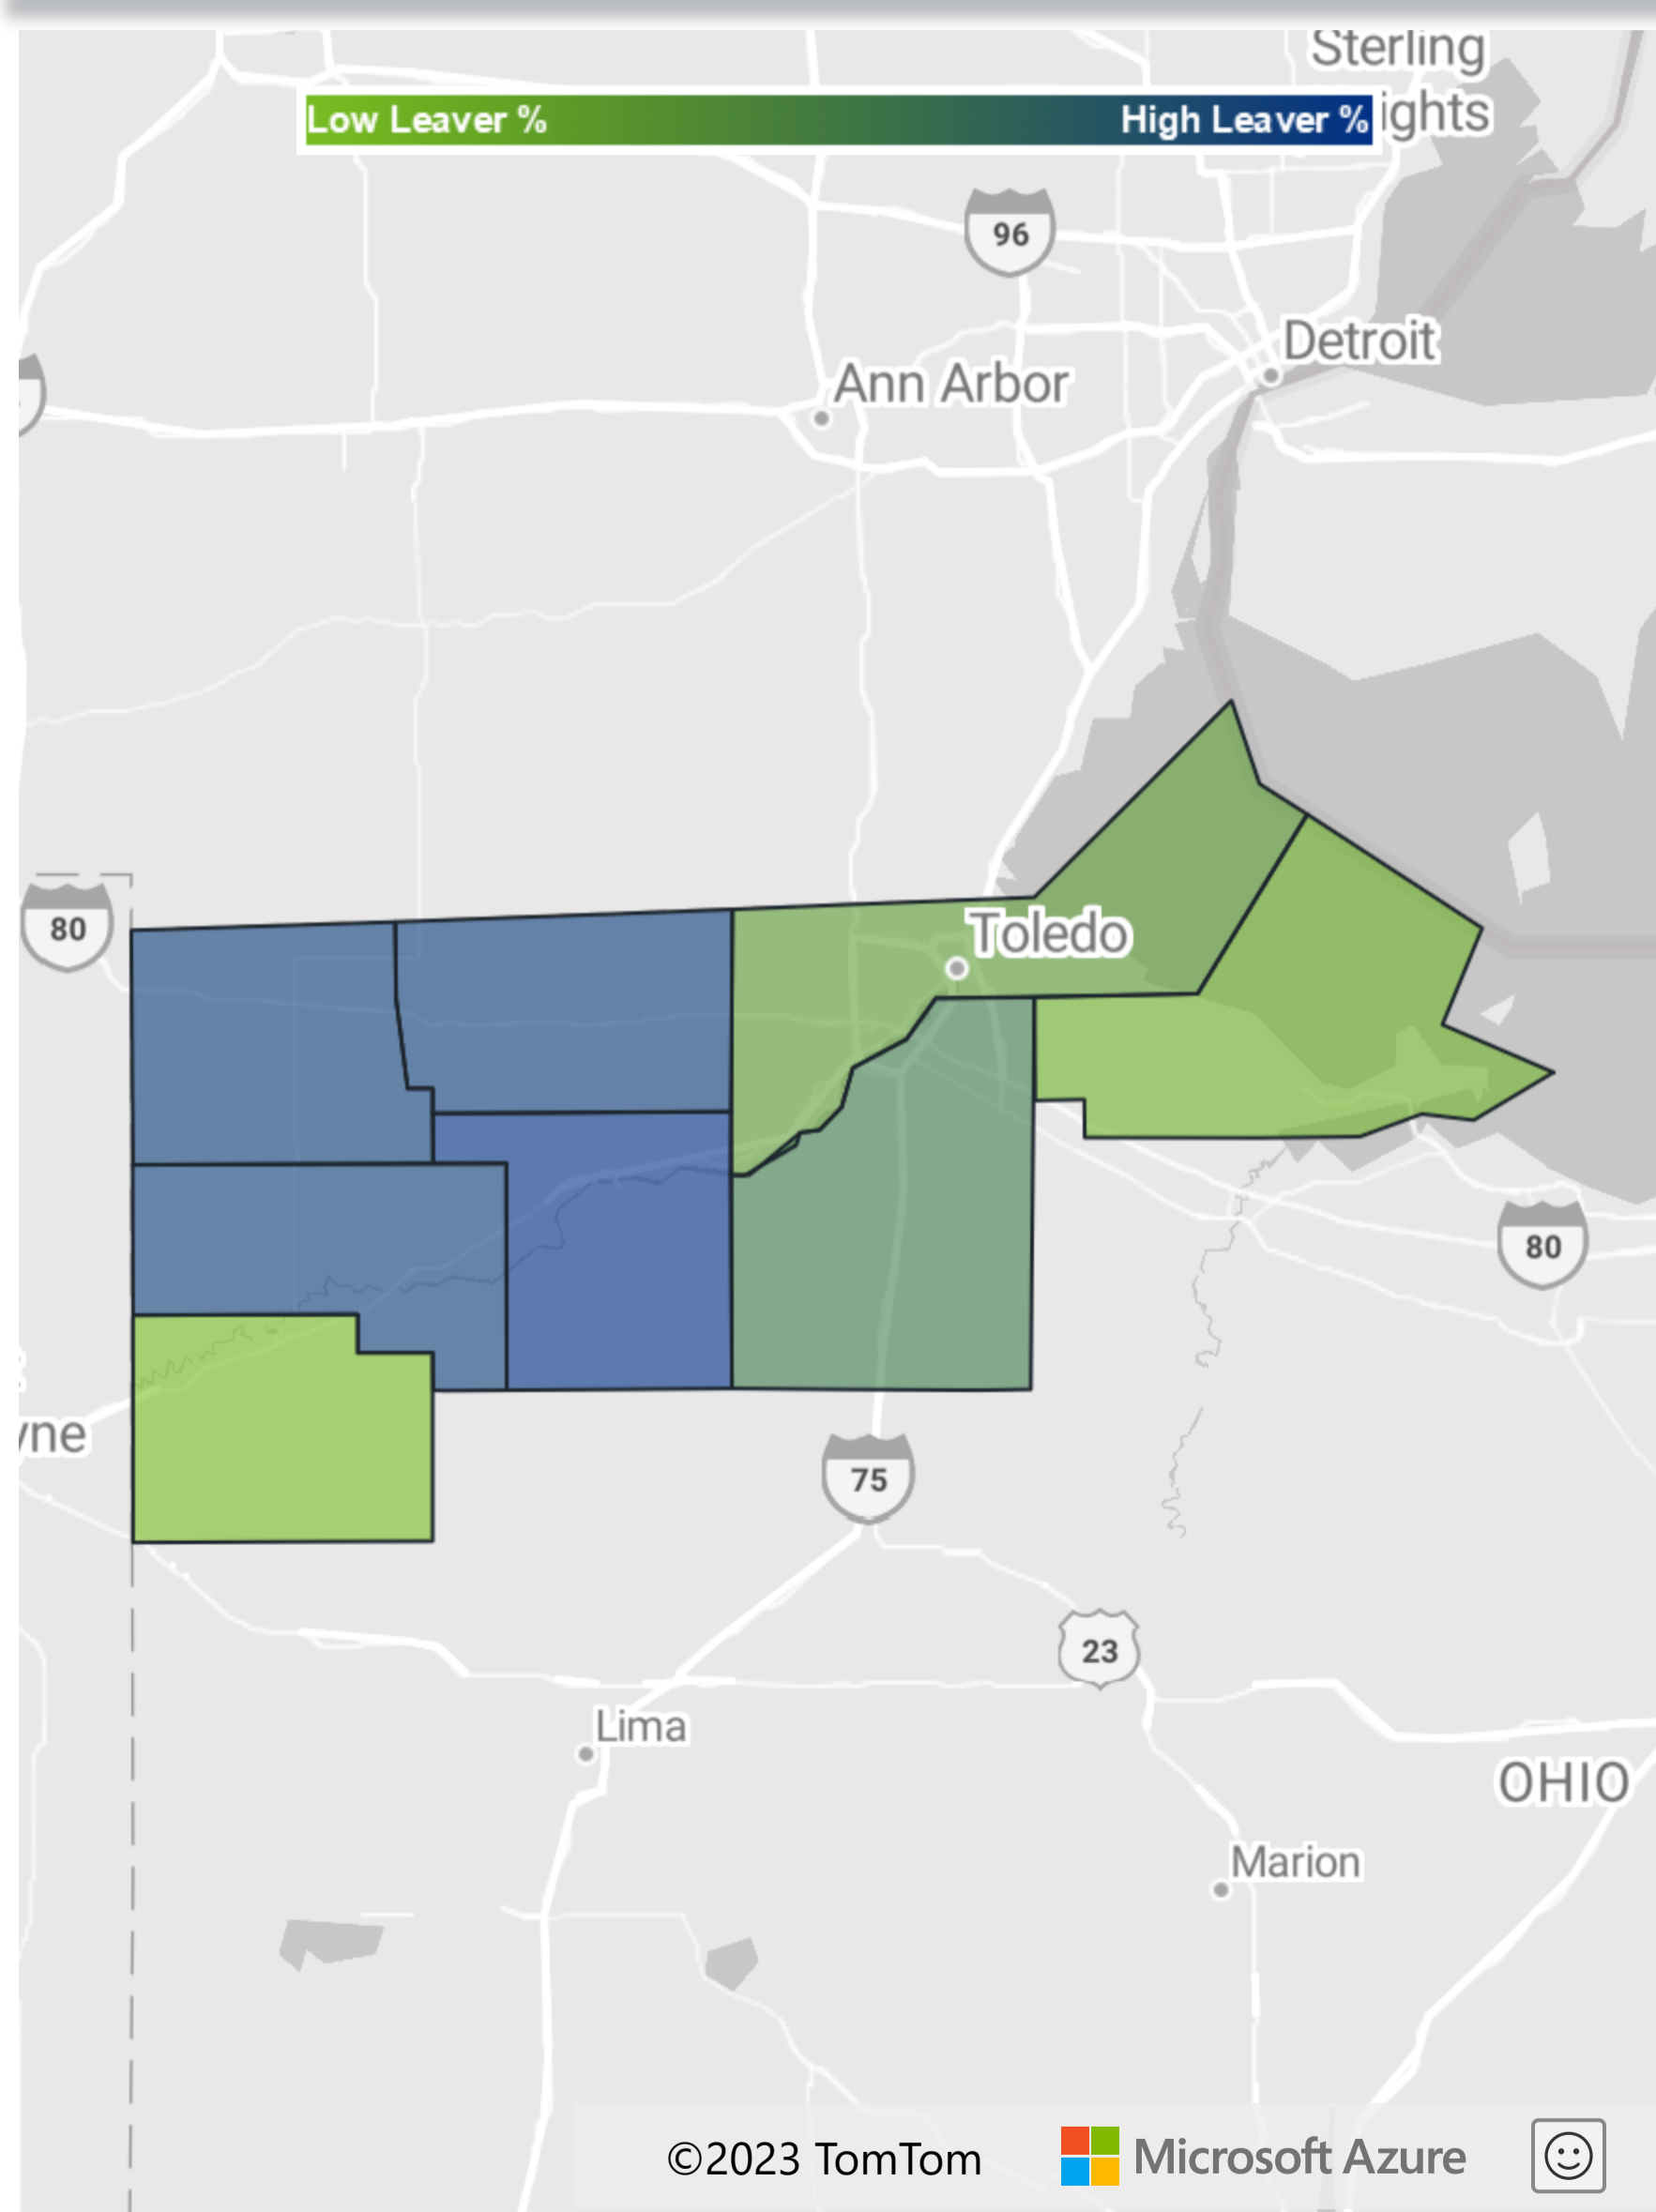 Sterling
ights
Low Leaver %
High Leaver %
96
Detroit
Ann Arbor
80
Toledo
80
yne
75
23
Lima
OHIO
Marion
©2023 TomTom
Microsoft Azure